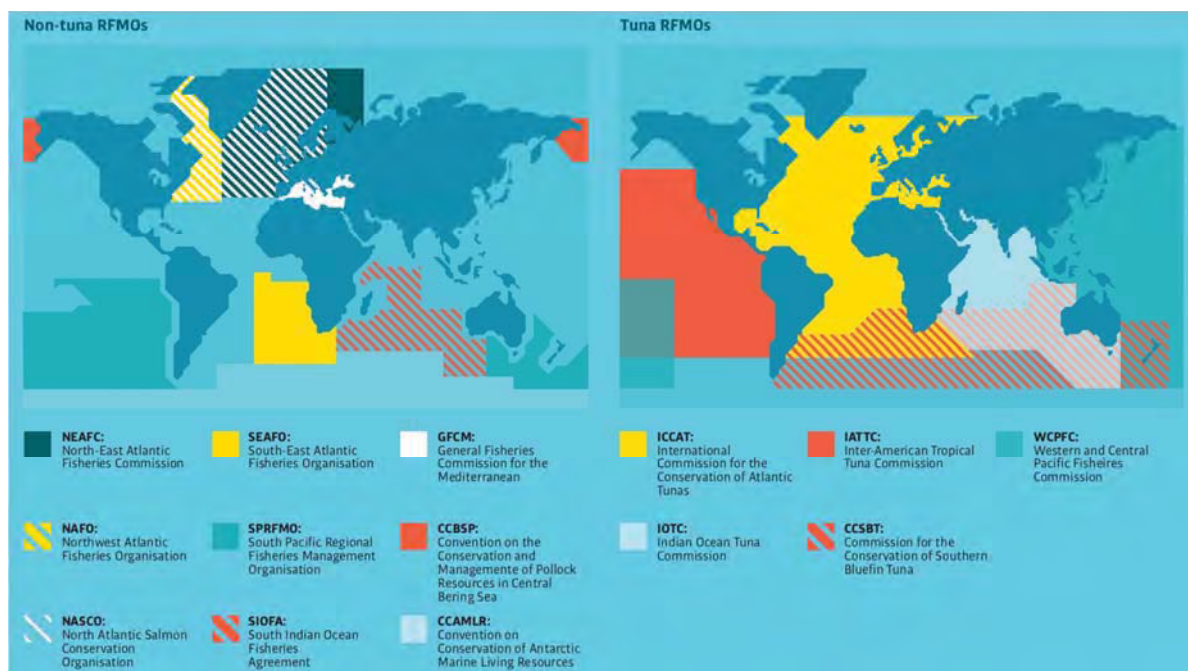 Non-tuna RFMOs
Tuna RFMOs
NEAFC:
North-East Atlantic
Fisheries Commission
SEAFO:
South-East Atlantic
Fisheries Organisation
GFCM:
General Fisheries
Commission for the
Mediterranean
NAFO:
Northwest Atlantic
Fisheries Organisation
SPRFMO:
South Pacific Regional
Fisheries Management
Organisation
CCBSP:
Convention on the
Conservation and
Managemente of Pollock
Resources in Central
Bering Sea
NASCO:
North Atlantic Salmon
Conservation
Organisation
SIOFA:
South Indian Ocean
Fisheries
Agreement
CCAMLR:
Convention on
Conservation of Antarctic
Marine Living Resources
ICCAT:
International
Commission for the
Conservation of Atlantic
Tunas
IATTC:
Inter-American Tropical
Tuna Commission
WCPFC:
Western and Central
Pacific Fisheires
Commission
IOTC:
Indian Ocean Tuna
Commission
CCSBT:
Commission for the
Conservation of Southern
Bluefin Tuna